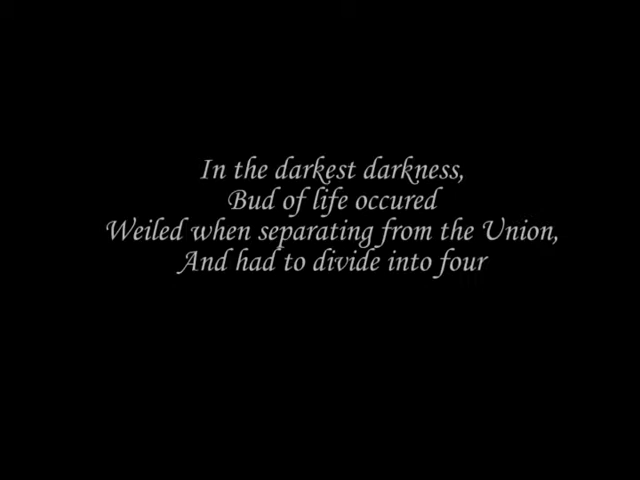 In the darkest darkness,
Bud of life occured
Weiled when separating from the Union,
And had to divide into four